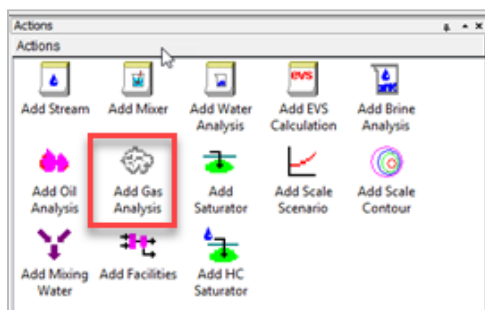 Actions
Actions
evs
Add Stream Add Mixer Add Water Analysis Add EVS Calculation Add Brine Analysis
Add Oil Analysis Add Gas Analysis Add Saturator Add Scale Scenario Add Scale Contour
Add Mixing Water Add Facilities Add HC Saturator